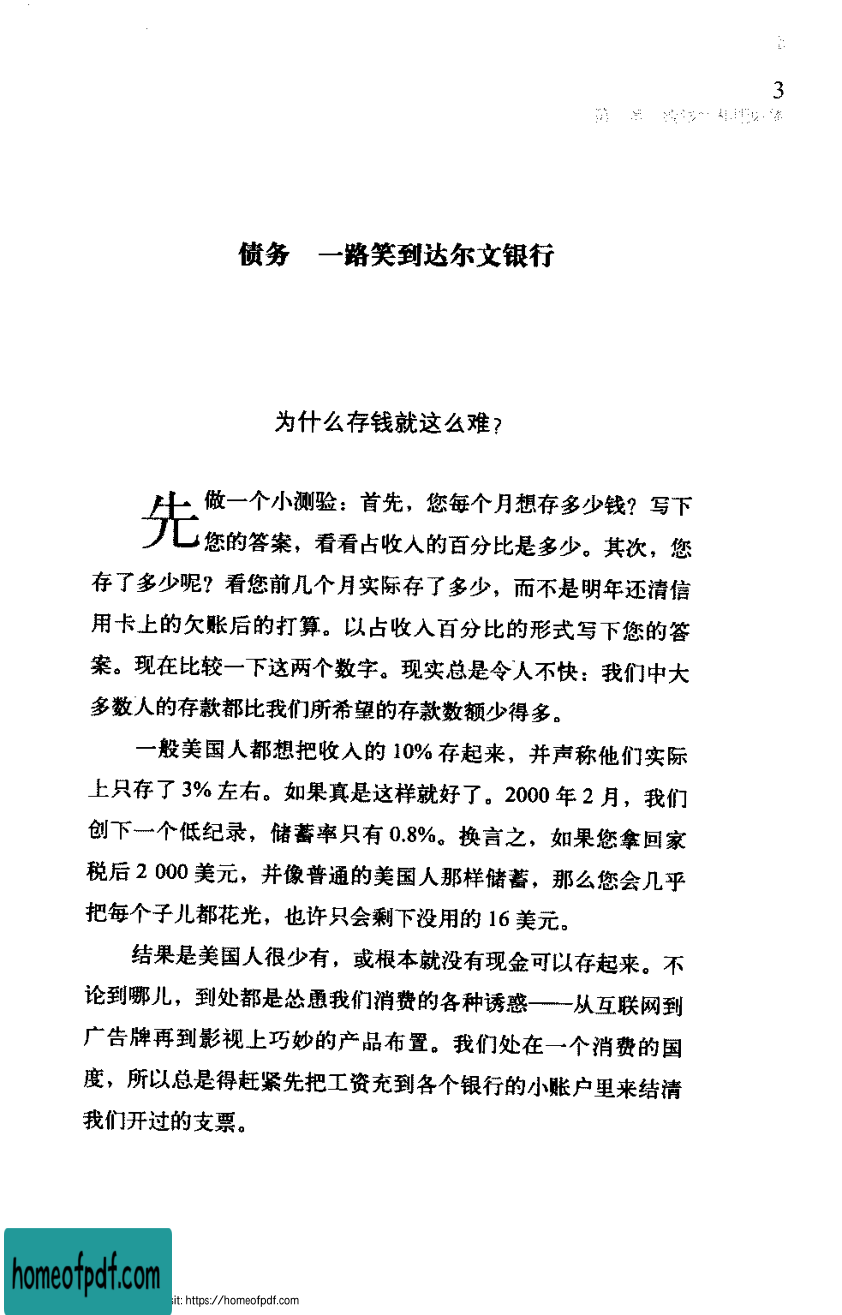 3
债务 一路笑到达尔文银行
为什么存钱就这么难?
先做一个小测验:首先,您每个月想存多少钱?写下
您的答案,看看占收入的百分比是多少。其次,您
存了多少呢?看您前几个月实际存了多少,而不是明年还清信
用卡上的欠账后的打算。以占收入百分比的形式写下您的答
案。现在比较一下这两个数字。现实总是令人不快:我们中大
多数人的存款都比我们所希望的存款数额少得多。
一般美国人都想把收入的 10% 存起来,并声称他们实际
上只存了 3% 左右。如果真是这样就好了。2000 年 2 月,我们
创下一个低纪录,储蓄率只有 0.8%。换言之,如果您拿回家
税后 2 000 美元,并像普通的美国人那样储蓄,那么您会几乎
把每个子儿都花光,也许只会剩下没用的 16 美元。
结果是美国人很少有,或根本就没有现金可以存起来。不
论到哪儿,到处都是怂恿我们消费的各种诱惑——从互联网到
广告牌再到影视上巧妙的产品布置。我们处在一个消费的国
度,所以总是得赶紧先把工资充到各个银行的小账户里来结清
我们开过的支票。
homeofpdf.com
sit: https://homeofpdf.com